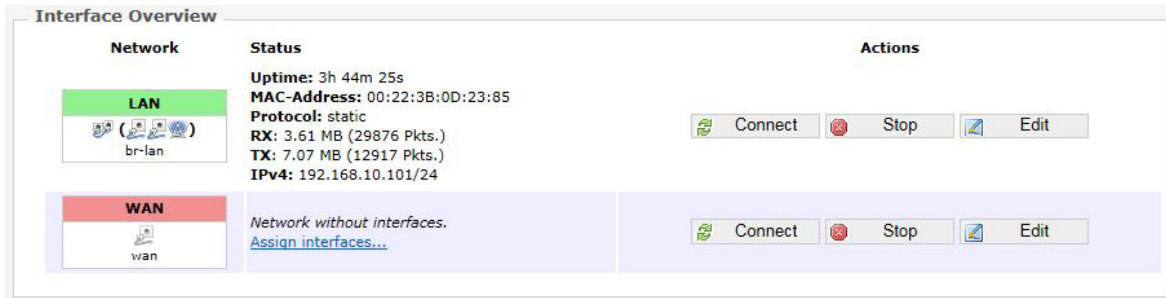 Interface Overview
Network Status Actions
Uptime: 3h 44m 25s
MAC-Address: 00:22:3B:0D:23:85
Protocol: static
RX: 3.61 MB (29876 Pkts.)
TX: 7.07 MB (12917 Pkts.)
IPv4: 192.168.10.101/24
LAN
( )
br-lan
Connect Stop Edit
WAN
wan
Network without interfaces.
Assign interfaces...
Connect Stop Edit